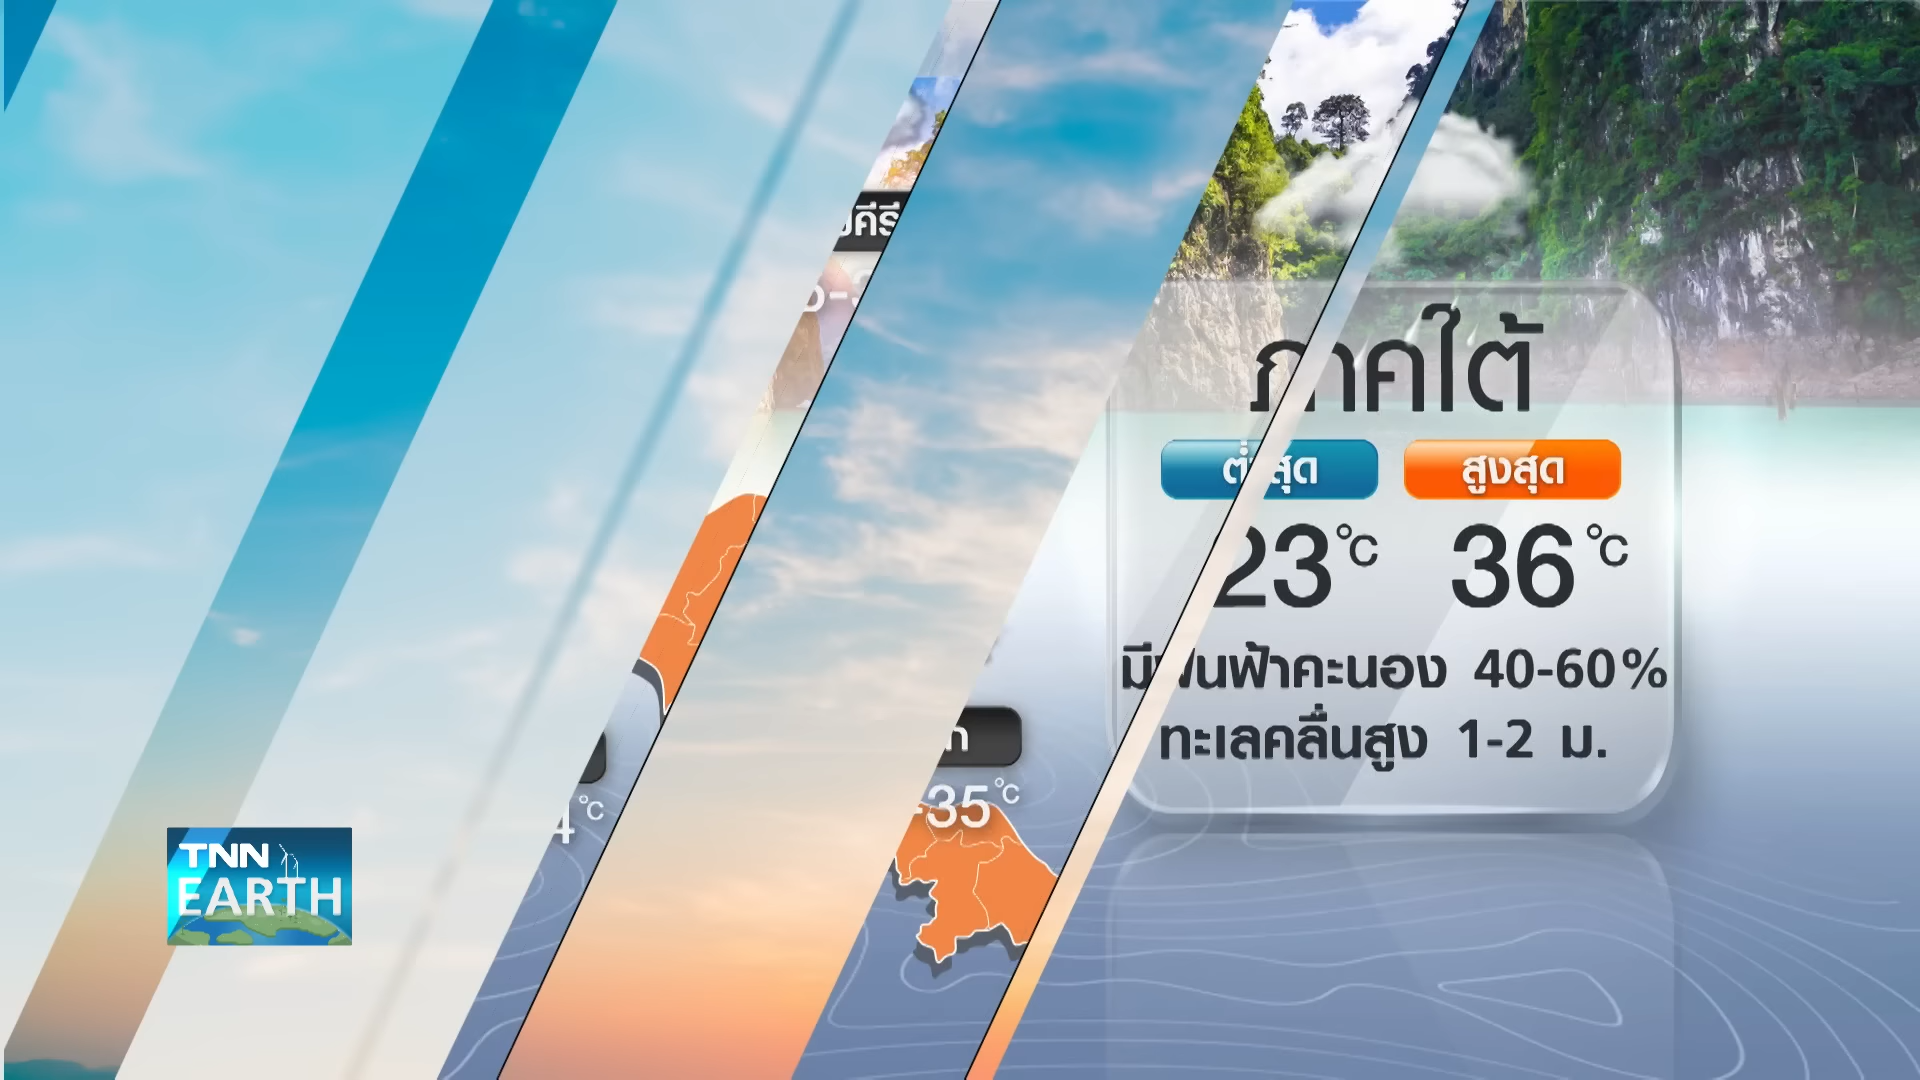 ภาคใต้
ต่ำสุด
สูงสุด
23°C
36°C
มีฝนฟ้าคะนอง 40-60%
ทะเลคลื่นสูง 1-2 ม.
-35°C
4°C
TNN
EARTH